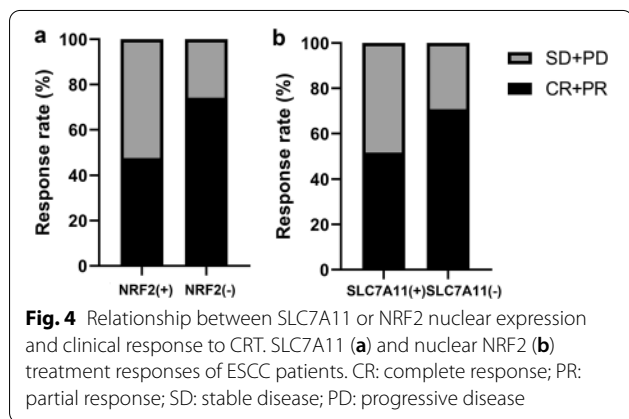 a
100
80
60
40
20
0
Response rate (%)
NRF2(+) NRF2(-)
b
100
80
60
40
20
0
Response rate (%)
SLC7A11(+) SLC7A11(-)
SD+PD
CR+PR
Fig. 4 Relationship between SLC7A11 or NRF2 nuclear expression
and clinical response to CRT. SLC7A11 (a) and nuclear NRF2 (b)
treatment responses of ESCC patients. CR: complete response; PR:
partial response; SD: stable disease; PD: progressive disease